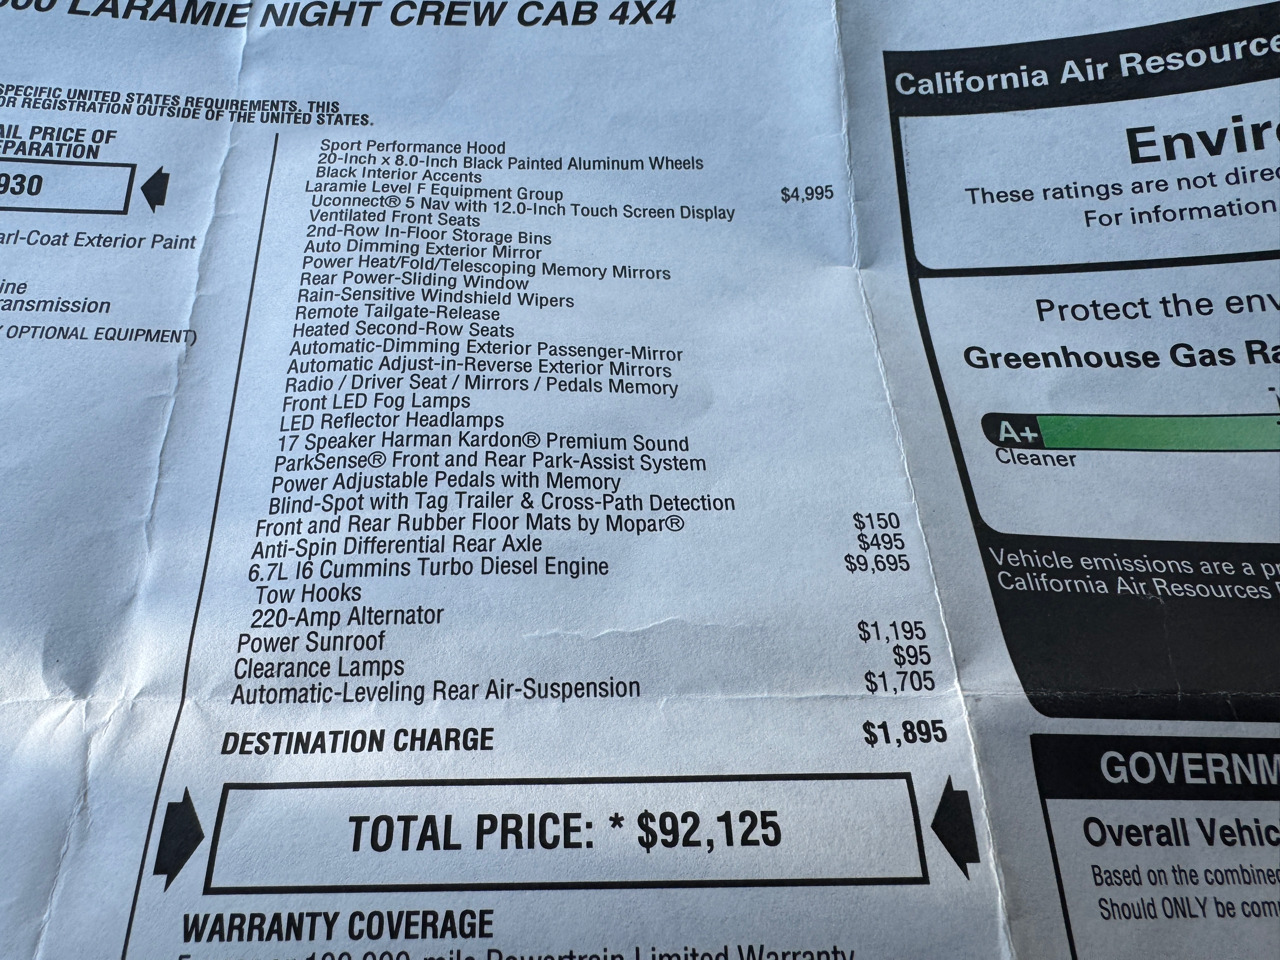 LARAMIE NIGHT CREW CAB 4X4
SPECIFIC UNITED STATES REQUIREMENTS. THIS
OR REGISTRATION OUTSIDE OF THE UNITED STATES.
AIL PRICE OF
EPARATION
930
arl-Coat Exterior Paint
ine
ansmission
OPTIONAL EQUIPMENT)
Sport Performance Hood
20-Inch x 8.0-Inch Black Painted Aluminum Wheels
Black Interior Accents
Laramie Level F Equipment Group $4,995
Uconnect® 5 Nav with 12.0-Inch Touch Screen Display
Ventilated Front Seats
2nd-Row In-Floor Storage Bins
Auto Dimming Exterior Mirror
Power Heat/Fold/Telescoping Memory Mirrors
Rear Power-Sliding Window
Rain-Sensitive Windshield Wipers
Remote Tailgate-Release
Heated Second-Row Seats
Automatic-Dimming Exterior Passenger-Mirror
Automatic Adjust-in-Reverse Exterior Mirrors
Radio / Driver Seat / Mirrors / Pedals Memory
Front LED Fog Lamps
LED Reflector Headlamps
17 Speaker Harman Kardon® Premium Sound
ParkSense® Front and Rear Park-Assist System
Power Adjustable Pedals with Memory
Blind-Spot with Tag Trailer & Cross-Path Detection
Front and Rear Rubber Floor Mats by Mopar® $150
Anti-Spin Differential Rear Axle $495
6.7L I6 Cummins Turbo Diesel Engine $9,695
Tow Hooks
220-Amp Alternator
Power Sunroof $1,195
Clearance Lamps $95
Automatic-Leveling Rear Air-Suspension $1,705
DESTINATION CHARGE $1,895
TOTAL PRICE: * $92,125
WARRANTY COVERAGE
100,000-mile Powertrain Limited Warranty
California Air Resource
Envir
These ratings are not direc
For information
Protect the env
Greenhouse Gas Ra
A+
Cleaner
Vehicle emissions are a pr
California Air Resources
GOVERNM
Overall Vehic
Based on the combined
Should ONLY be com